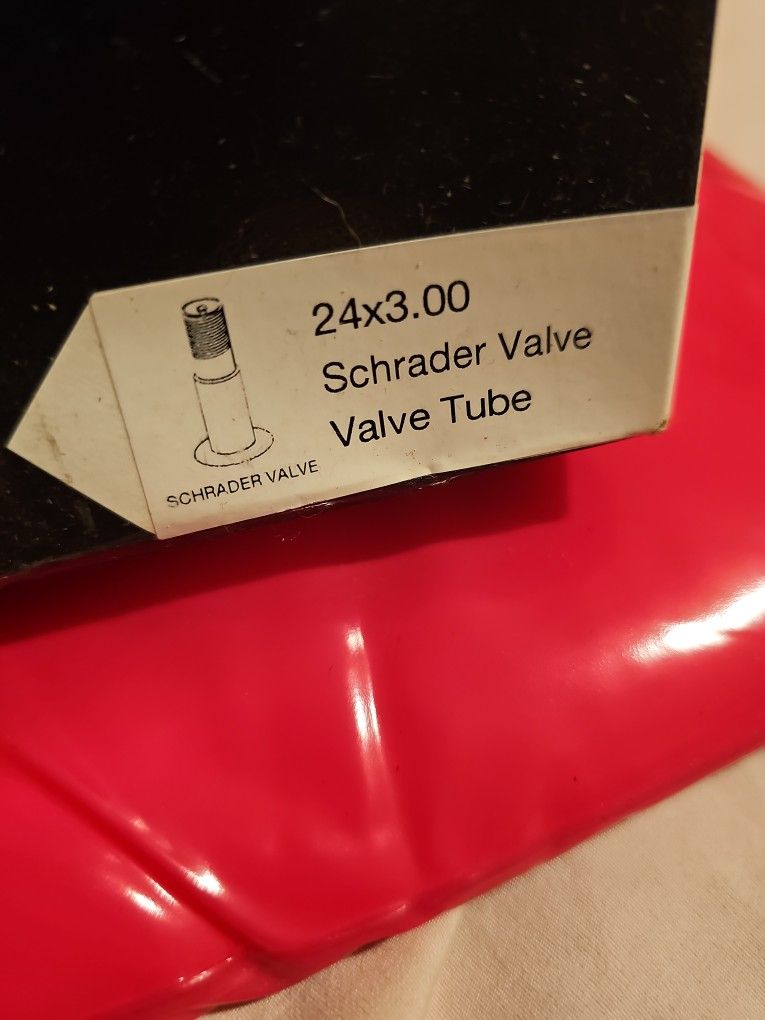 24x3.00
Schrader Valve
Valve Tube
SCHRADER VALVE